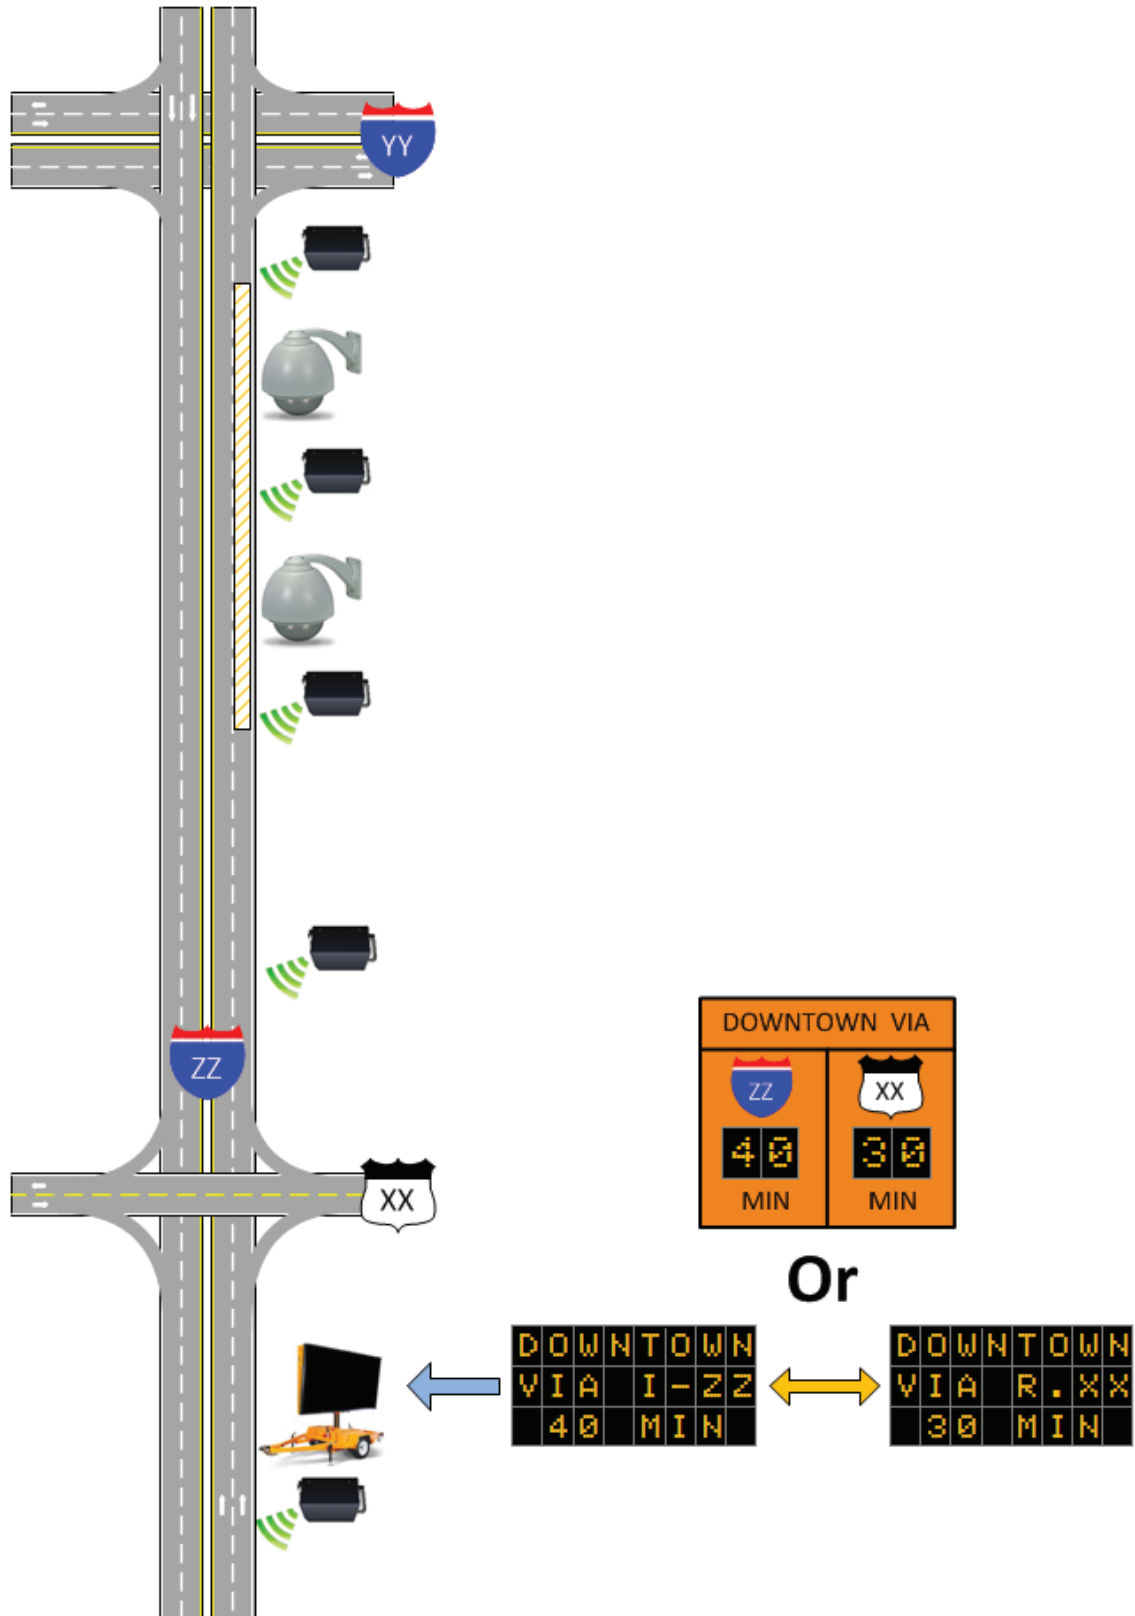 YY
ZZ
DOWNTOWN VIA
ZZ
XX
40
30
MIN
MIN
XX
Or
DOWNTOWN
VIA I-ZZ
40 MIN
DOWNTOWN
VIA R.XX
30 MIN